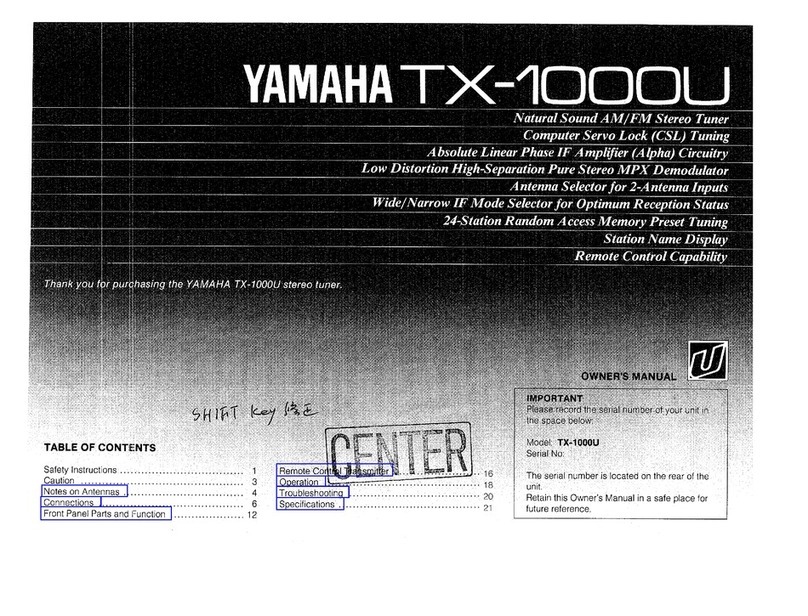 YAMAHA TX-1000U
Natural Sound AM/FM Stereo Tuner
Computer Servo Lock (CSL) Tuning
Absolute Linear Phase IF Amplifier (Alpha) Circuitry
Low Distortion High-Separation Pure Stereo MPX Demodulator
Antenna Selector for 2-Antenna Inputs
Wide/Narrow IF Mode Selector for Optimum Reception Status
24-Station Random Access Memory Preset Tuning
Station Name Display
Remote Control Capability
Thank you for purchasing the YAMAHA TX-1000U stereo tuner.
OWNER'S MANUAL U
SHIFT Key 修正
CENTER
TABLE OF CONTENTS
Safety Instructions .......................... 1
Caution .......................... 3
Notes on Antennas .......................... 4
Connections .......................... 6
Front Panel Parts and Function .......................... 12
Remote Control Transmitter .......................... 16
Operation .......................... 18
Troubleshooting .......................... 20
Specifications .......................... 21
IMPORTANT
Please record the serial number of your unit in
the space below:
Model: TX-1000U
Serial No:
The serial number is located on the rear of the
unit.
Retain this Owner's Manual in a safe place for
future reference.